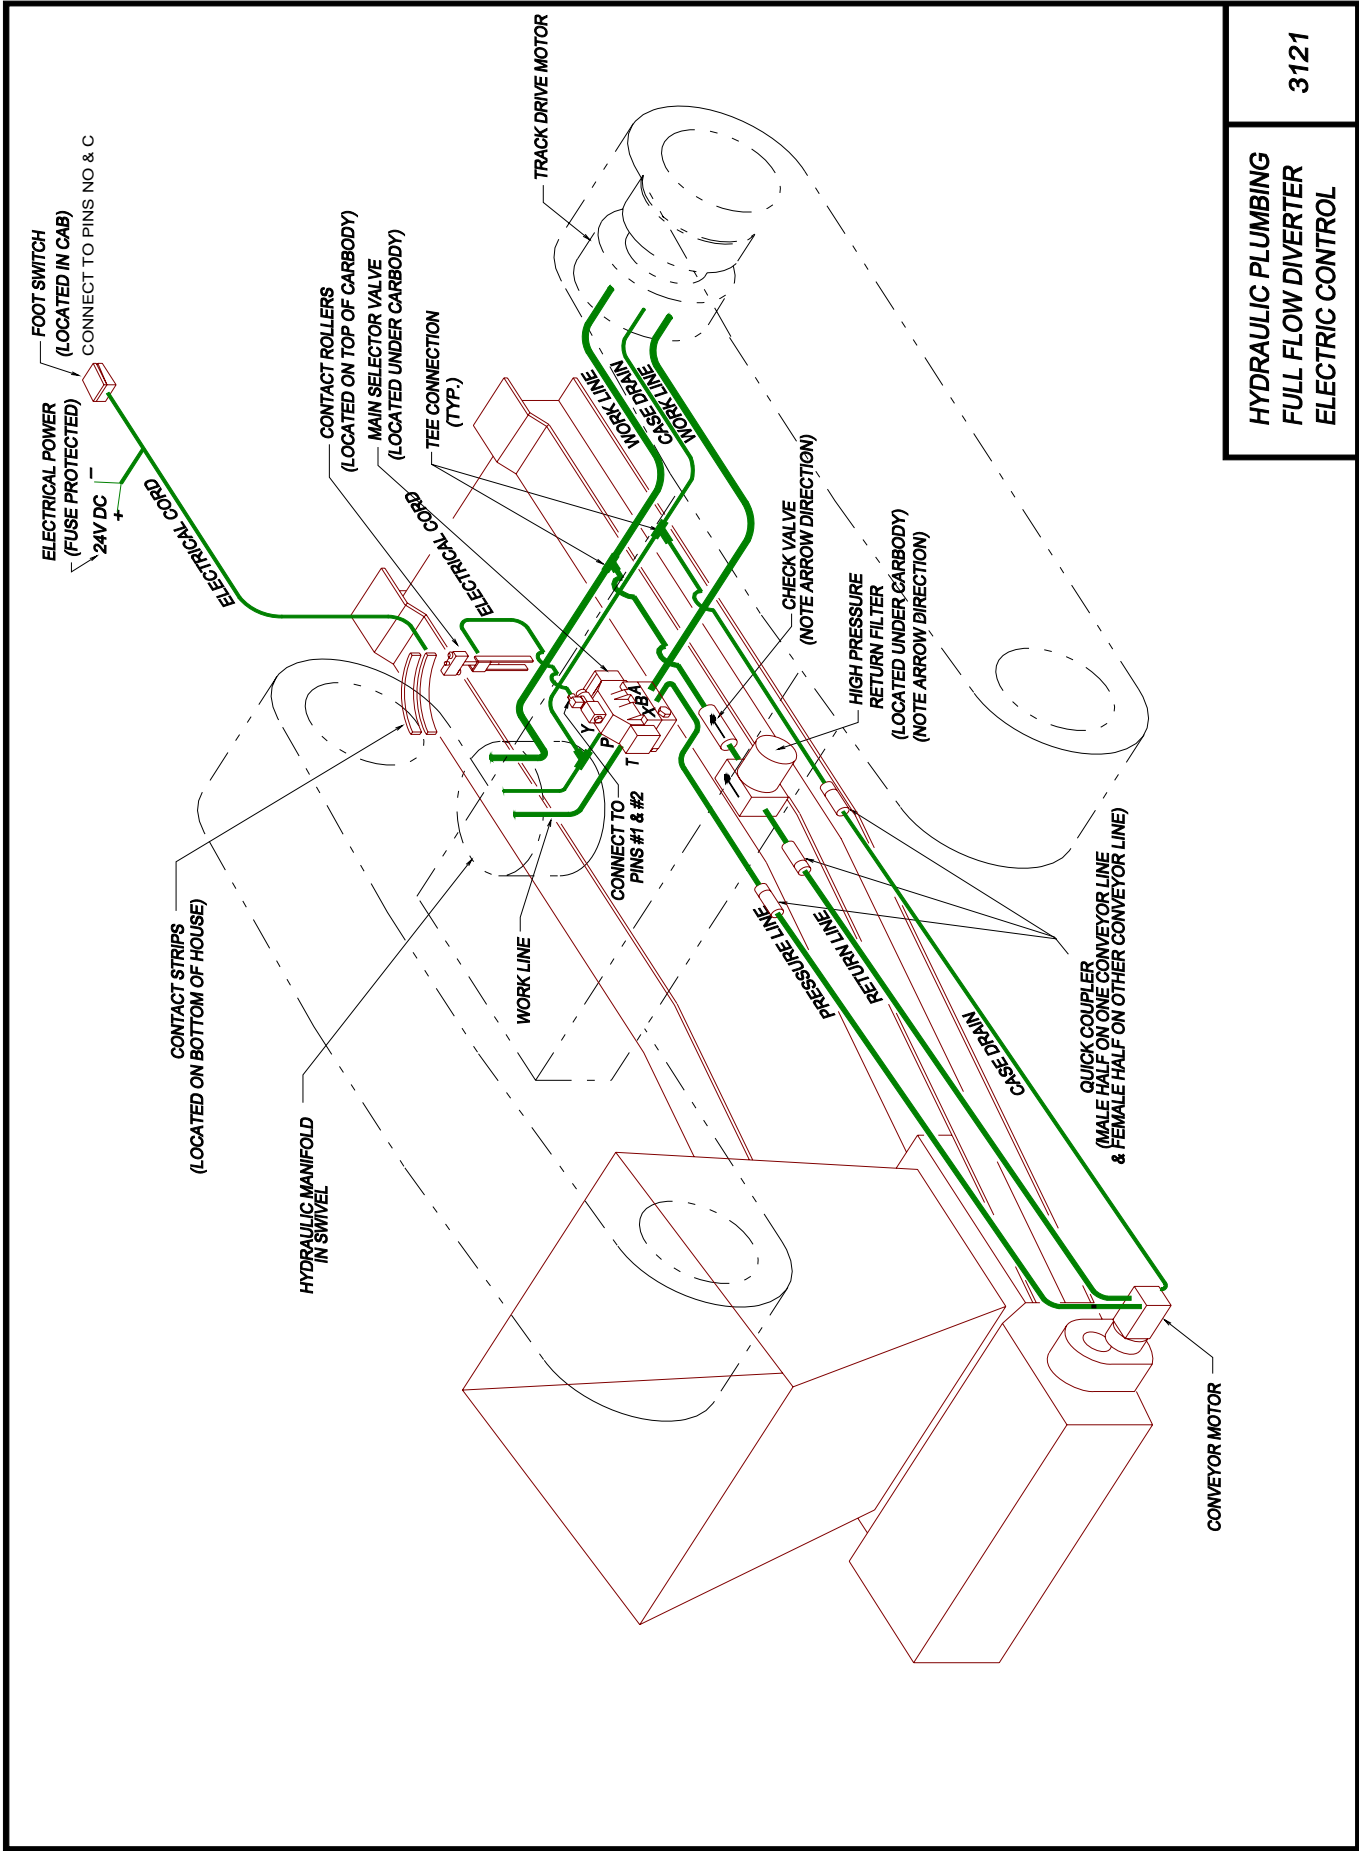 FOOT SWITCH
(LOCATED IN CAB)
CONNECT TO PINS NO & C
ELECTRICAL POWER
(FUSE PROTECTED)
24V DC
−
+
ELECTRICAL CORD
CONTACT ROLLERS
(LOCATED ON TOP OF CARBODY)
MAIN SELECTOR VALVE
(LOCATED UNDER CARBODY)
TEE CONNECTION
(TYP.)
ELECTRICAL CORD
TRACK DRIVE MOTOR
WORK LINE
CASE DRAIN
WORK LINE
CHECK VALVE
(NOTE ARROW DIRECTION)
HIGH PRESSURE
RETURN FILTER
(LOCATED UNDER CARBODY)
(NOTE ARROW DIRECTION)
CONTACT STRIPS
(LOCATED ON BOTTOM OF HOUSE)
HYDRAULIC MANIFOLD
IN SWIVEL
WORK LINE
CONNECT TO
PINS #1 & #2
Y
P
T
X
B
A
PRESSURE LINE
RETURN LINE
CASE DRAIN
QUICK COUPLER
(MALE HALF ON ONE CONVEYOR LINE
& FEMALE HALF ON OTHER CONVEYOR LINE)
CONVEYOR MOTOR
HYDRAULIC PLUMBING
FULL FLOW DIVERTER
ELECTRIC CONTROL
3121